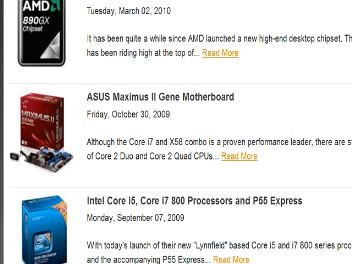 AMD
890GX
Chipset
Tuesday, March 02, 2010
It has been quite a while since AMD launched a new high-end desktop chipset.
has been riding high at the top of... Read More
MAXIMUS II
ASUS Maximus II Gene Motherboard
Friday, October 30, 2009
Although the Core i7 and X58 combo is a proven performance leader, there are
of Core 2 Duo and Core 2 Quad CPUs... Read More
Intel Core i5, Core i7 800 Processors and P55 Express
Monday, September 07, 2009
With today's launch of their new "Lynnfield" based Core i5 and i7 800 series
and the accompanying P55 Express... Read More